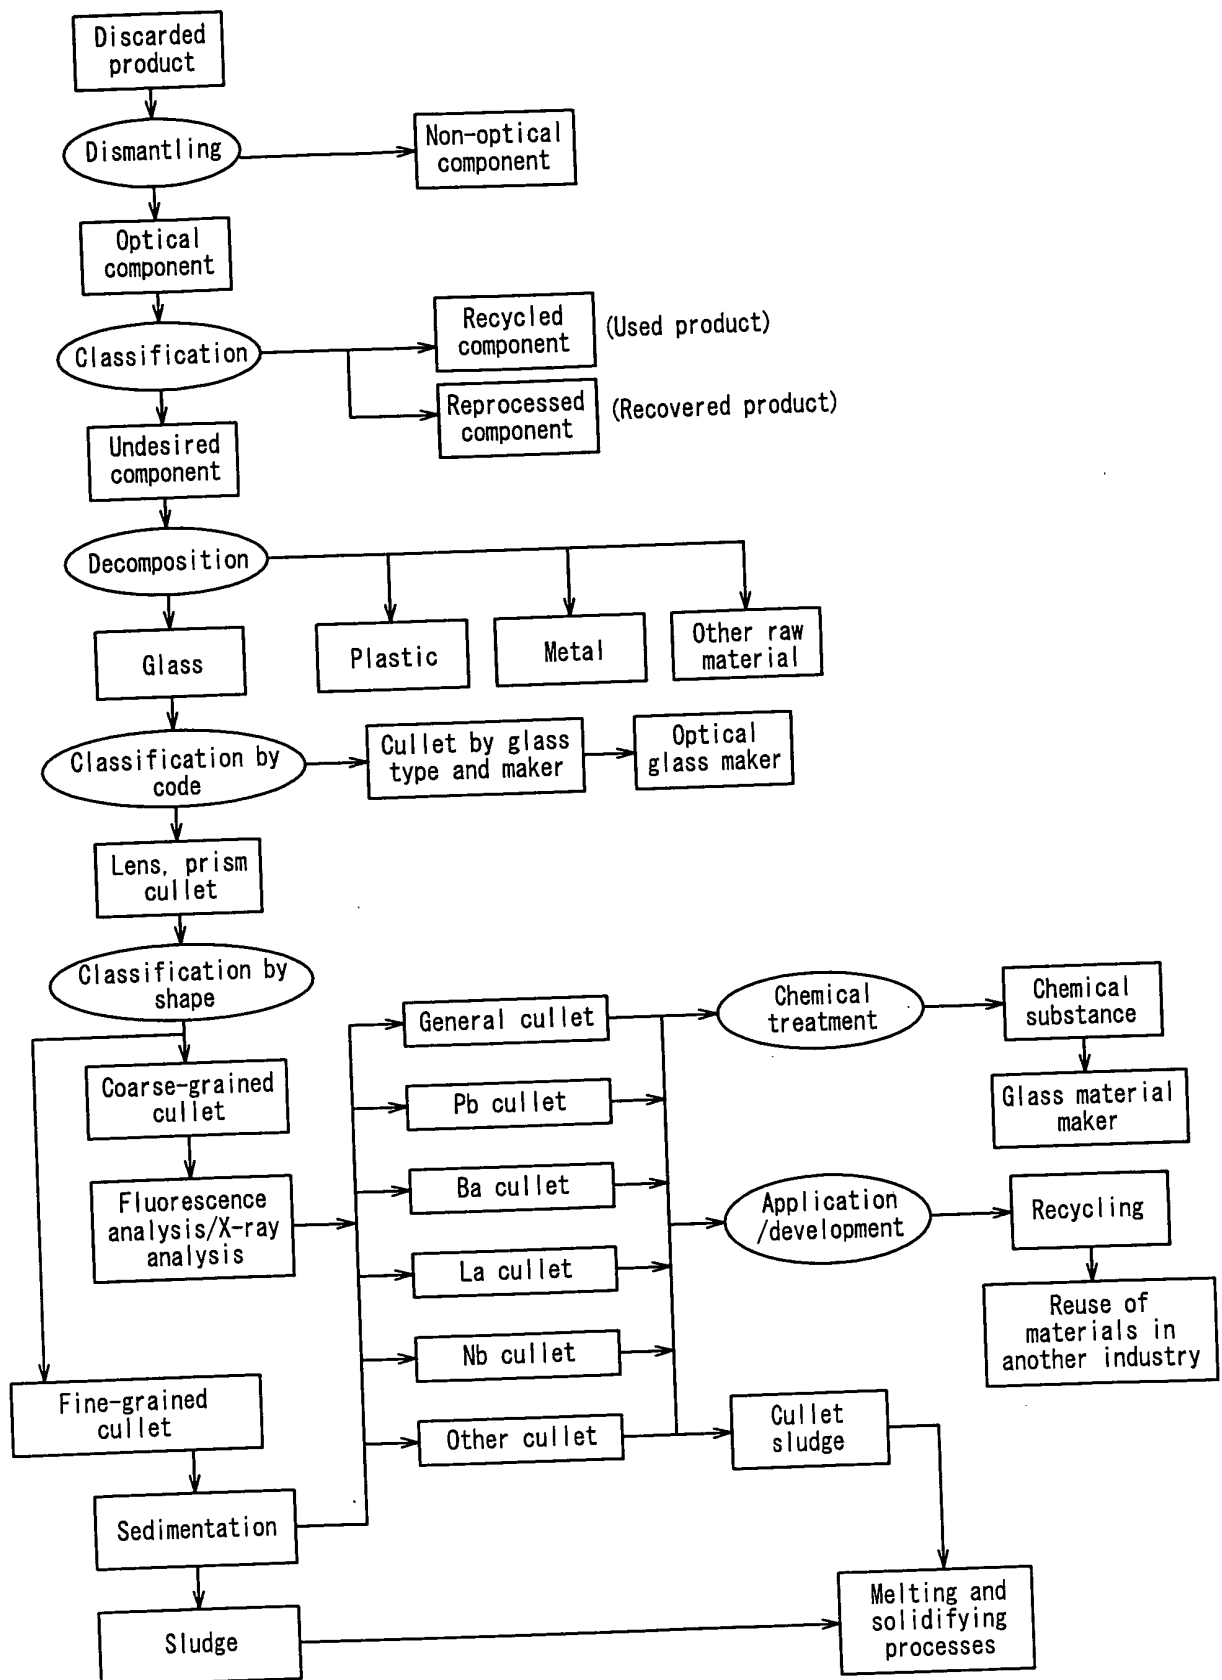 Discarded
product
Dismantling
Non-optical
component
Optical
component
Classification
Recycled
component
(Used product)
Reprocessed
component
(Recovered product)
Undesired
component
Decomposition
Plastic
Metal
Other raw
material
Glass
Classification by
code
Cullet by glass
type and maker
Optical
glass maker
Lens, prism
cullet
Classification by
shape
Coarse-grained
cullet
Fluorescence
analysis/X-ray
analysis
General cullet
Pb cullet
Ba cullet
La cullet
Nb cullet
Other cullet
Chemical
treatment
Chemical
substance
Glass material
maker
Application
/development
Recycling
Reuse of
materials in
another industry
Fine-grained
cullet
Cullet
sludge
Sedimentation
Sludge
Melting and
solidifying
processes